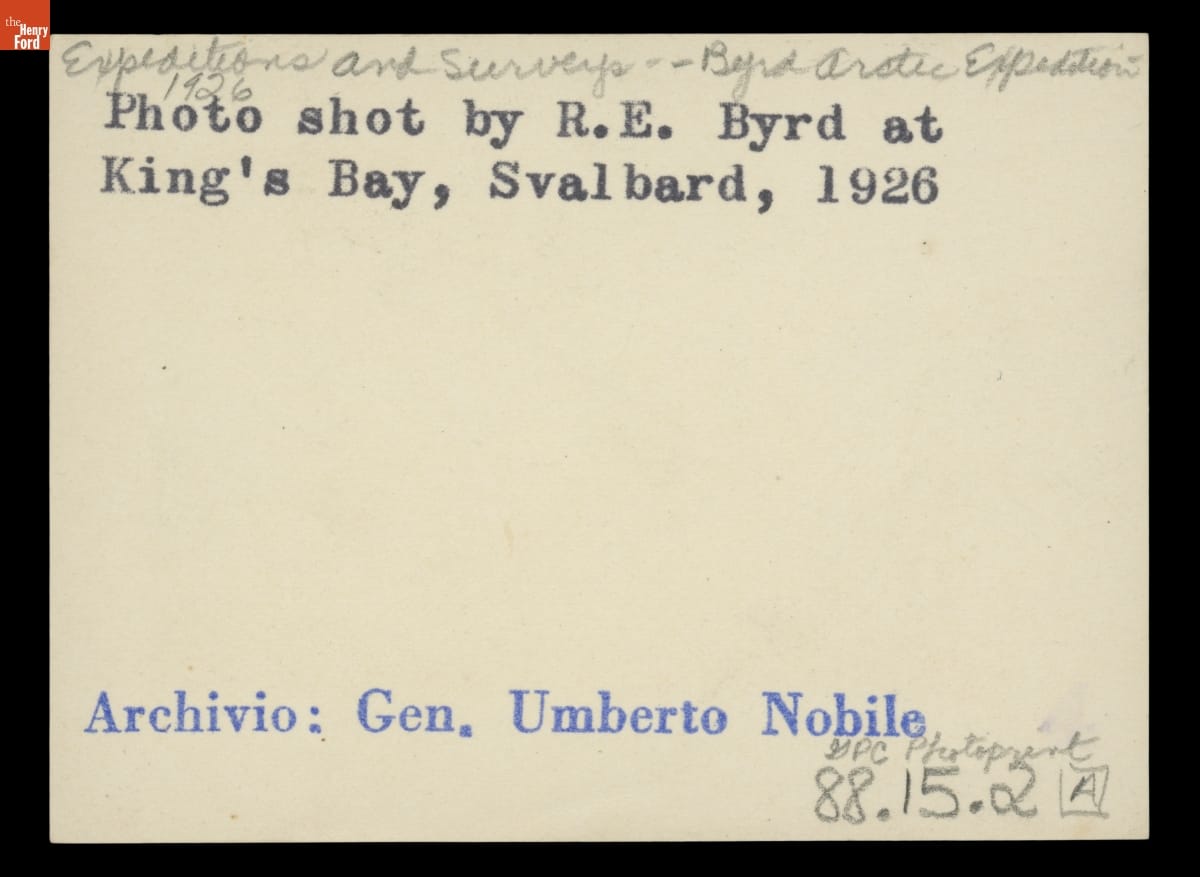 the
Henry
Ford
Expeditions and Surveys -- Byrd Arctic Expedition
1926
Photo shot by R.E. Byrd at
King's Bay, Svalbard, 1926
Archivio: Gen. Umberto Nobile
GPC Photoprint
88.15.2 A